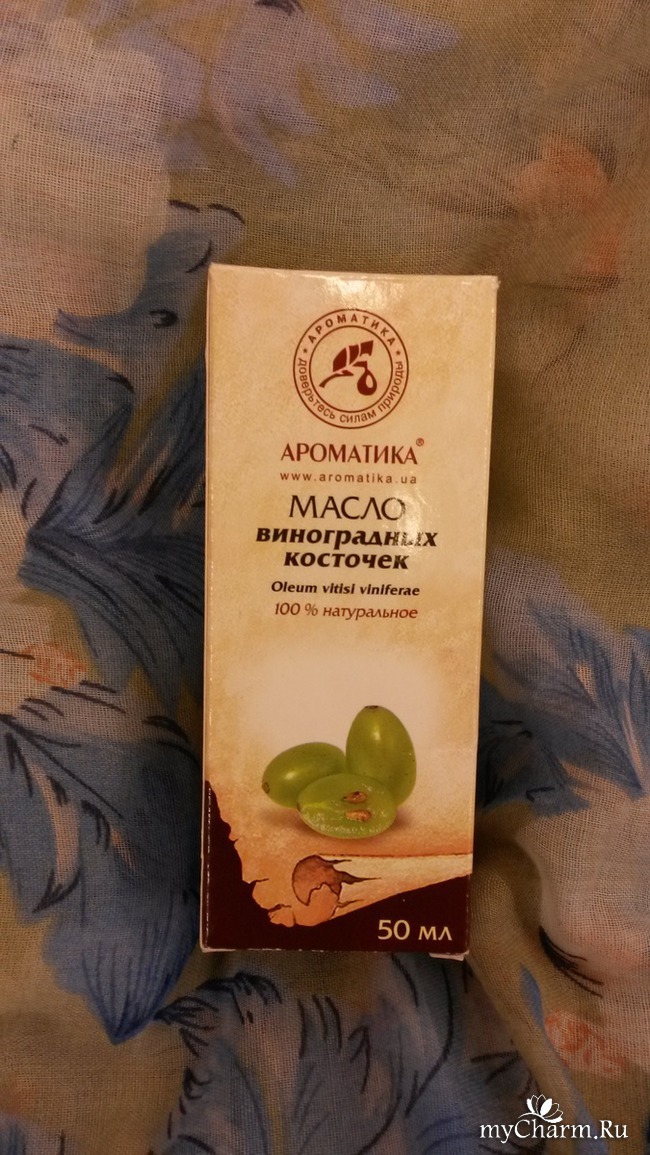 • АРОМАТИКА •
доверьтесь силам природы
АРОМАТИКА®
www.aromatika.ua
МАСЛО
виноградных
косточек
Oleum vitisi viniferae
100 % натуральное
50 мл
myCharm.Ru